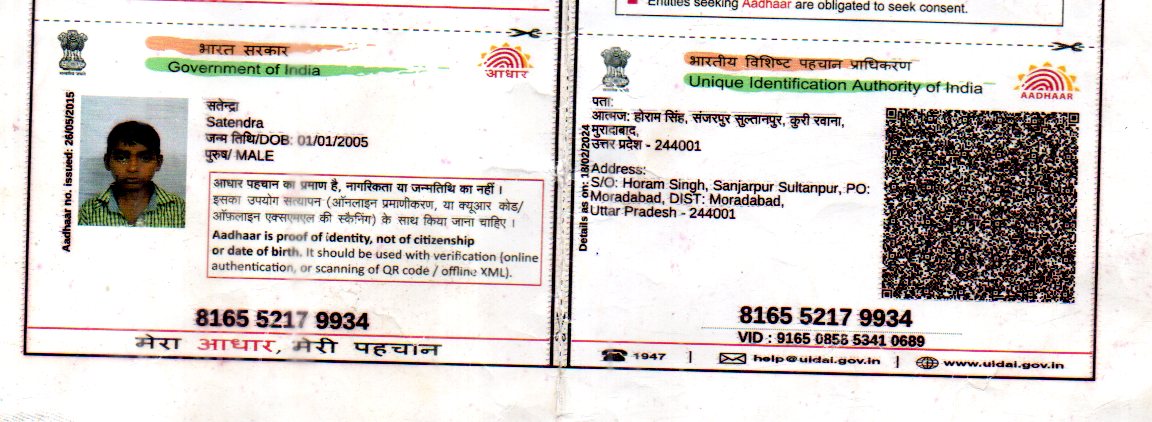 Entities seeking Aadhaar are obligated to seek consent.
भारत सरकार
Government of India
आधार
Aadhaar no. issued: 26/05/2015
सतेन्द्रा
Satendra
जन्म तिथि/DOB: 01/01/2005
पुरुष/ MALE
आधार पहचान का प्रमाण है, नागरिकता या जन्मतिथि का नहीं ।
इसका उपयोग सत्यापन (ऑनलाइन प्रमाणीकरण, या क्यूआर कोड/
ऑफ़लाइन एक्सएमएल की स्कैनिंग) के साथ किया जाना चाहिए ।
Aadhaar is proof of identity, not of citizenship
or date of birth. It should be used with verification (online
authentication, or scanning of QR code / offline XML).
8165 5217 9934
मेरा आधार, मेरी पहचान
भारतीय विशिष्ट पहचान प्राधिकरण
Unique Identification Authority of India
AADHAAR
Details as on: 18/02/2024
पता:
आत्मज: होराम सिंह, संजरपुर सुल्तानपुर, कुरी रवाना,
मुरादाबाद,
उत्तर प्रदेश - 244001
Address:
S/O: Horam Singh, Sanjarpur Sultanpur, PO:
Moradabad, DIST: Moradabad,
Uttar Pradesh - 244001
8165 5217 9934
VID : 9165 0856 5341 0689
1947 | help@uidai.gov.in | www.uidai.gov.in